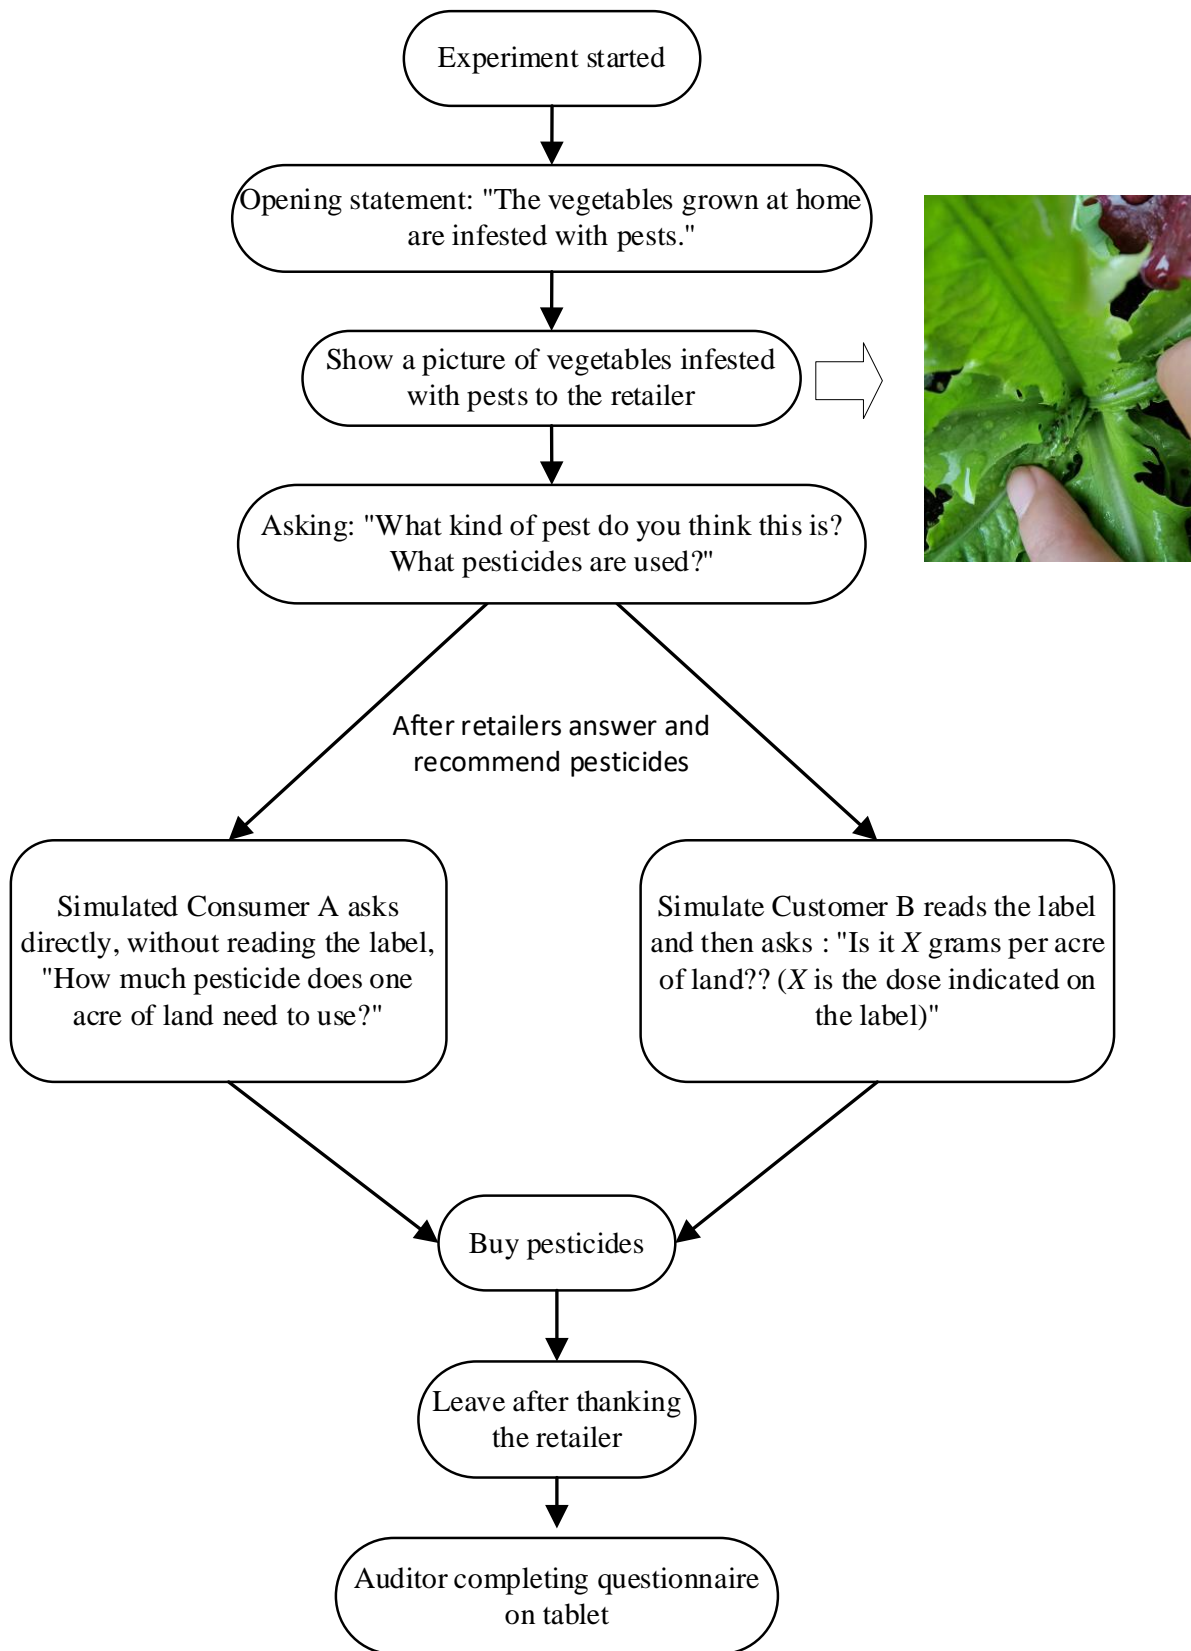 Experiment started
Opening statement: "The vegetables grown at home
are infested with pests."
Show a picture of vegetables infested
with pests to the retailer
Asking: "What kind of pest do you think this is?
What pesticides are used?"
After retailers answer and
recommend pesticides
Simulated Consumer A asks
directly, without reading the label,
"How much pesticide does one
acre of land need to use?"
Simulate Customer B reads the label
and then asks : "Is it X grams per acre
of land?? (X is the dose indicated on
the label)"
Buy pesticides
Leave after thanking
the retailer
Auditor completing questionnaire
on tablet